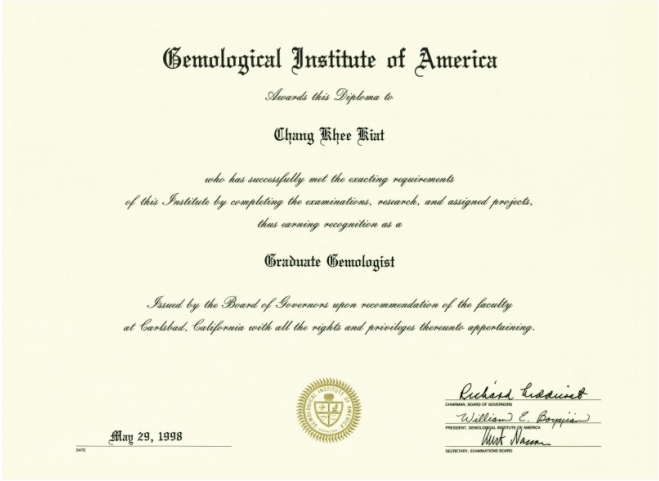 Gemological Institute of America
Awards this Diploma to
Chang Khee Kiat
who has successfully met the exacting requirements
of this Institute by completing the examinations, research, and assigned projects,
thus earning recognition as a
Graduate Gemologist
Issued by the Board of Governors upon recommendation of the faculty
at Carlsbad, California with all the rights and privileges thereunto appertaining.
GEMOLOGICAL INSTITUTE OF AMERICA
Richard
CHAIRMAN, BOARD OF GOVERNORS
William E. Boyajian
PRESIDENT, GEMOLOGICAL INSTITUTE OF AMERICA
May 29, 1998
DATE
SECRETARY, EXAMINATIONS BOARD